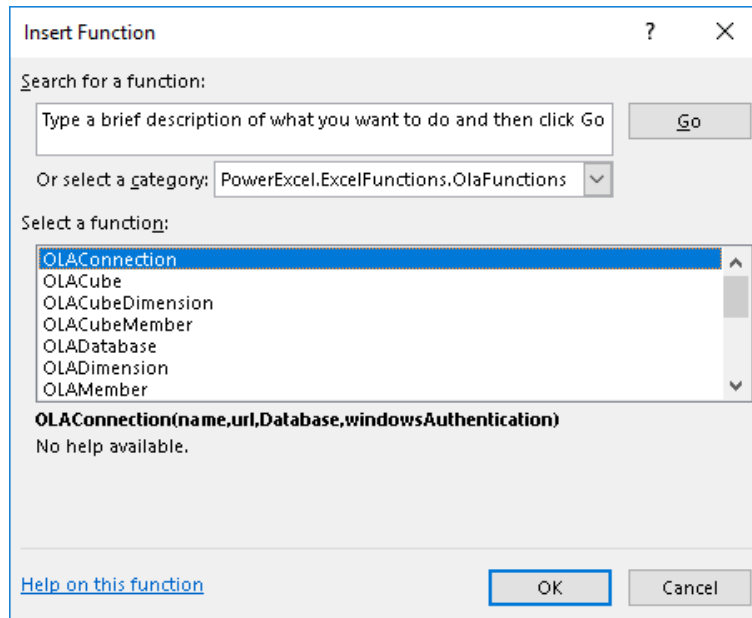 Insert Function
?
Search for a function:
Type a brief description of what you want to do and then click Go
Go
Or select a category: PowerExcel.ExcelFunctions.OlaFunctions
Select a function:
OLAConnection
OLACube
OLACubeDimension
OLACubeMember
OLADatabase
OLADimension
OLAMember
OLAConnection(name,url,Database,windowsAuthentication)
No help available.
Help on this function
OK
Cancel